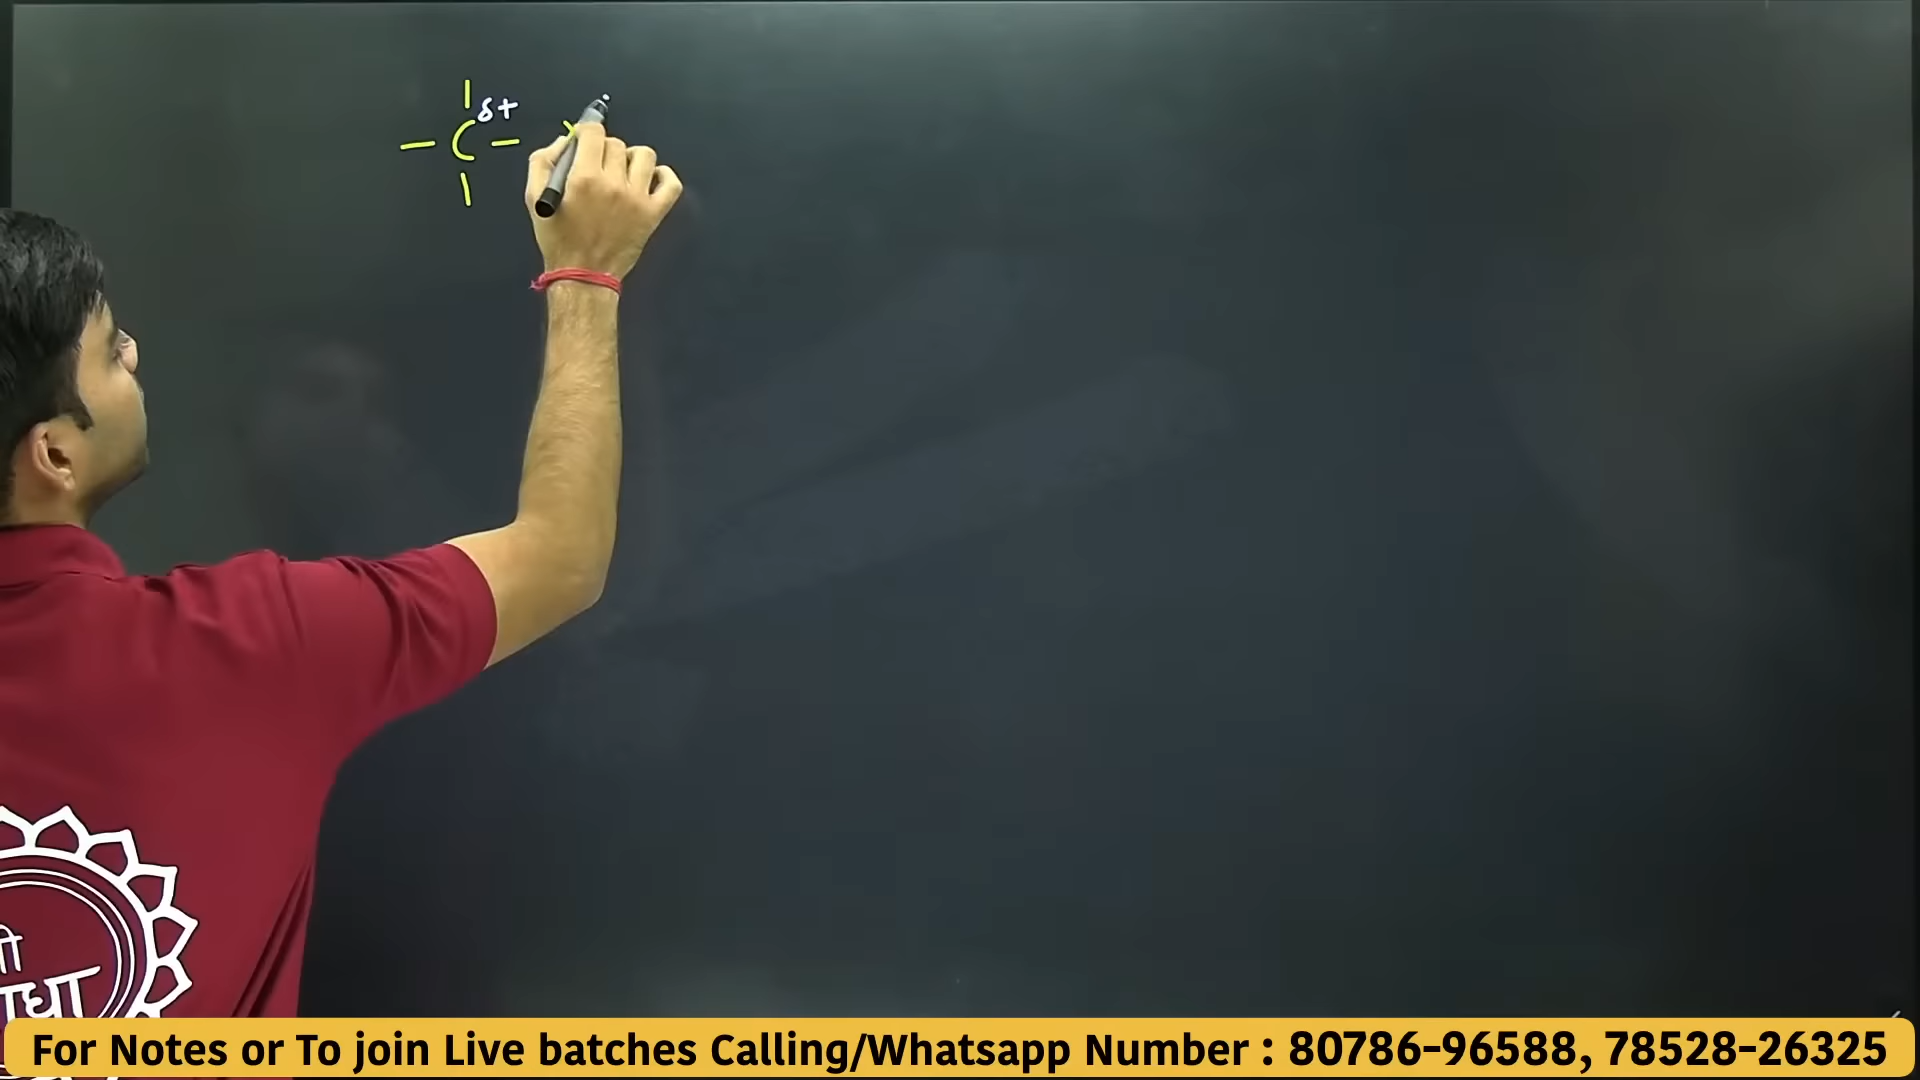 δ+
— C —
For Notes or To join Live batches Calling/Whatsapp Number : 80786-96588, 78528-26325